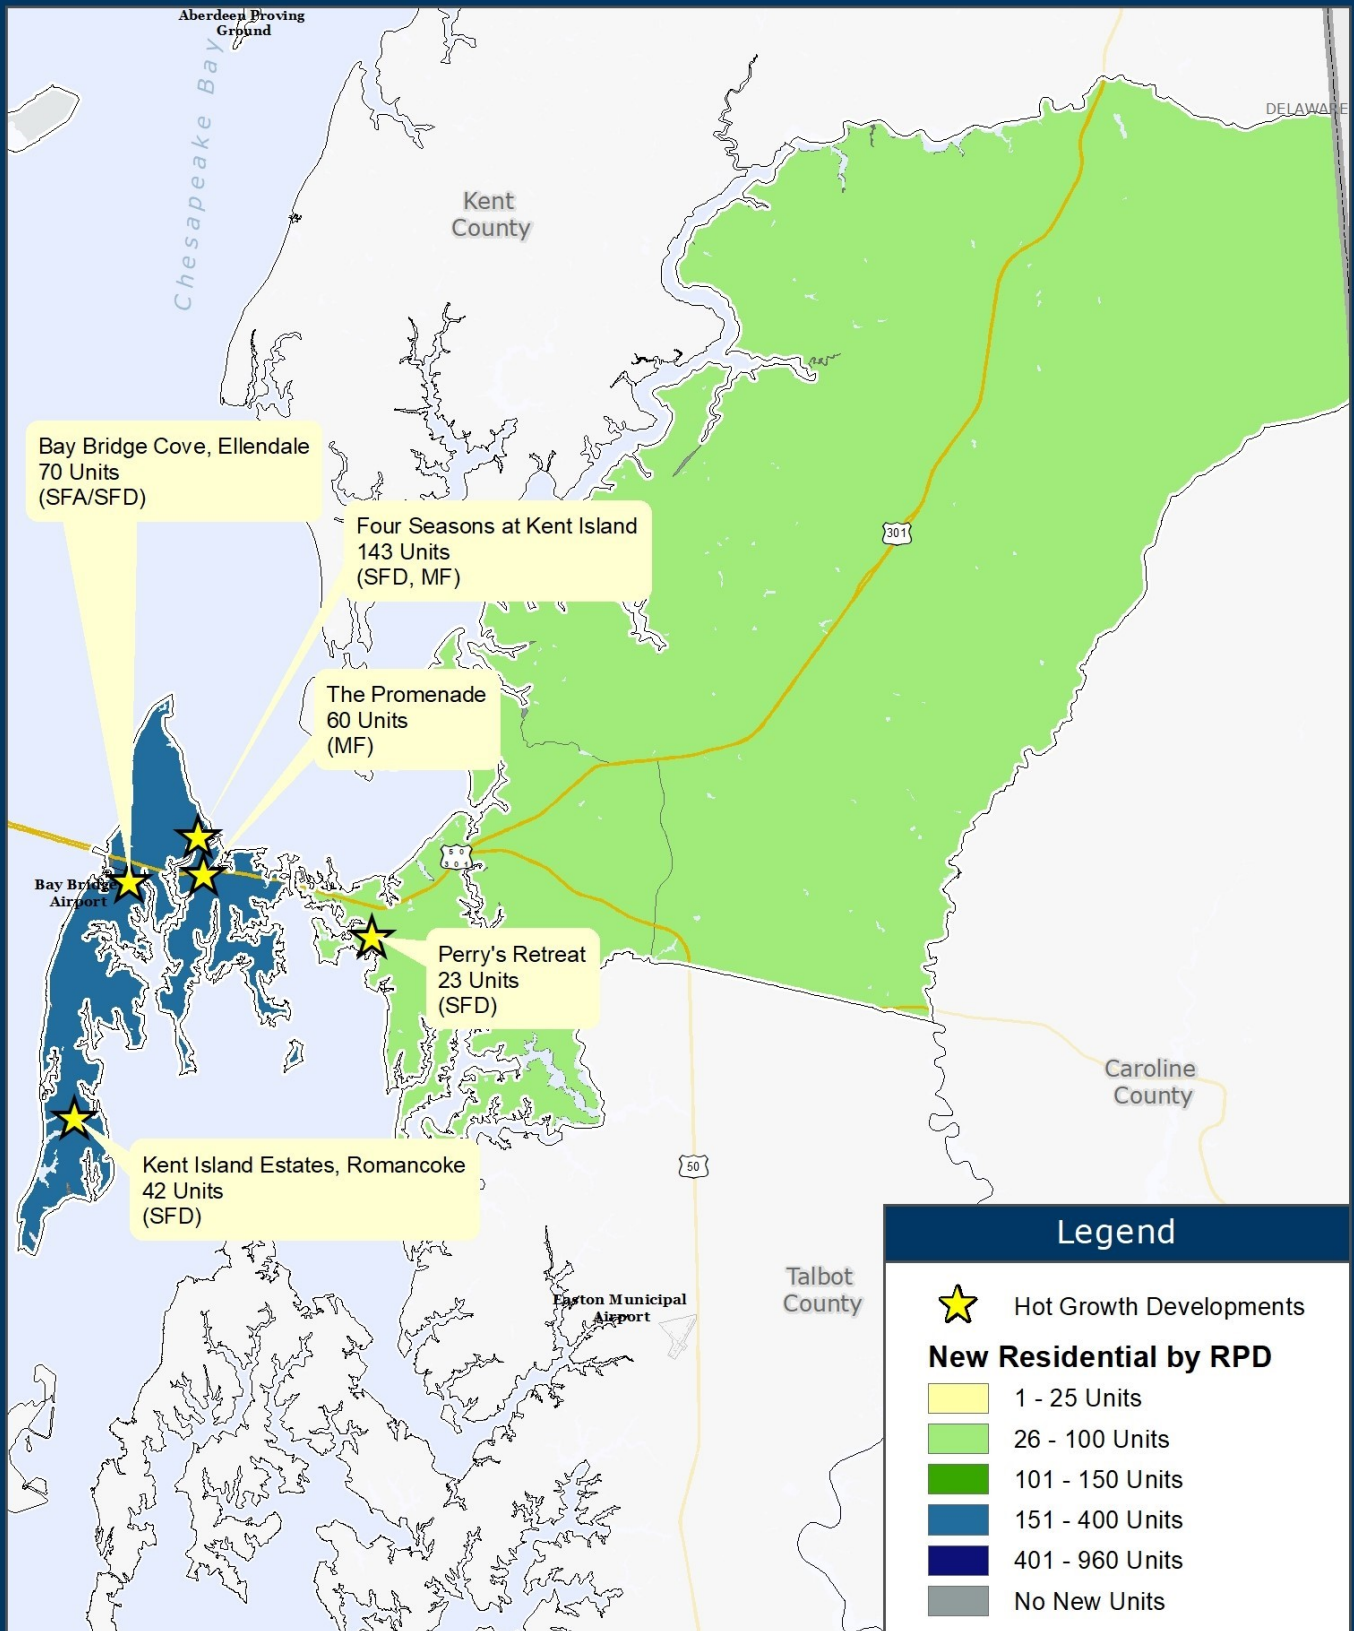 Aberdeen Proving
Ground
Chesapeake Bay
DELAWARE
Kent
County
Bay Bridge Cove, Ellendale
70 Units
(SFA/SFD)
Four Seasons at Kent Island
143 Units
(SFD, MF)
301
The Promenade
60 Units
(MF)
50
301
Bay Bridge
Airport
Perry's Retreat
23 Units
(SFD)
Caroline
County
Kent Island Estates, Romancoke
42 Units
(SFD)
50
Talbot
County
Easton Municipal
Airport
Legend
Hot Growth Developments
New Residential by RPD
1 - 25 Units
26 - 100 Units
101 - 150 Units
151 - 400 Units
401 - 960 Units
No New Units